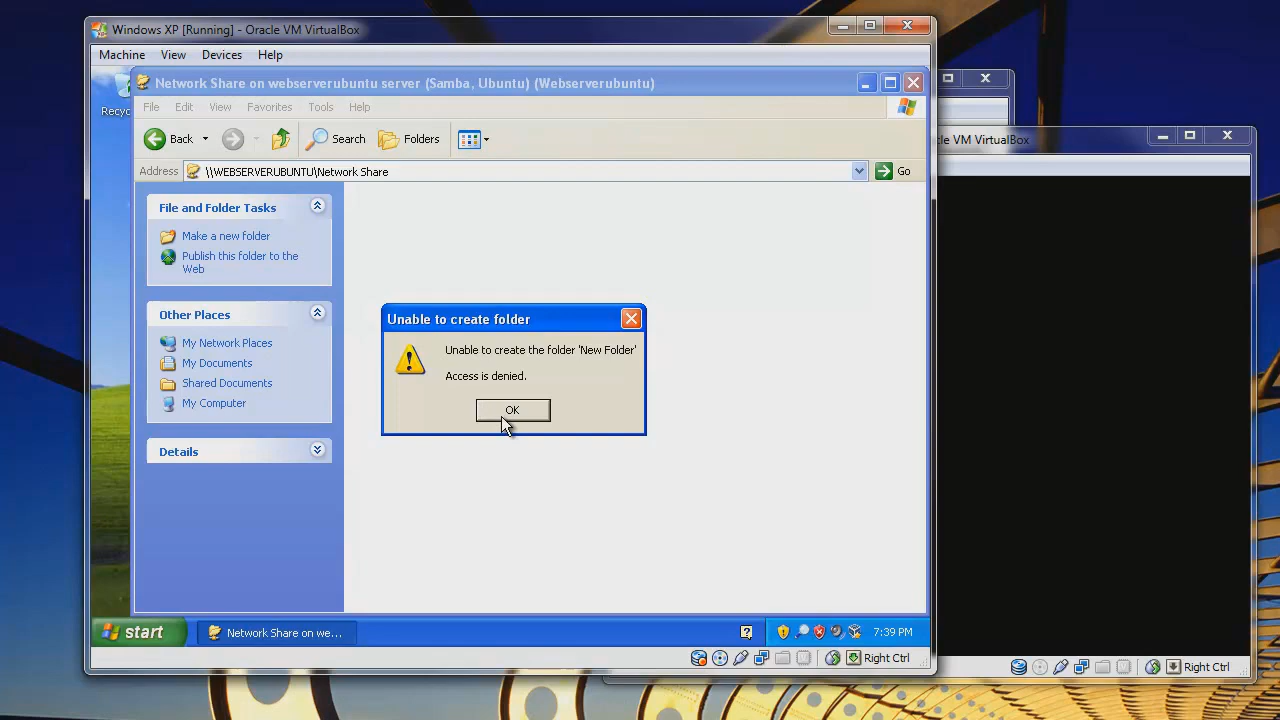 Windows XP [Running] - Oracle VM VirtualBox
Machine View Devices Help
Recyc
Network Share on webserverubuntu server (Samba, Ubuntu) (Webserverubuntu)
File Edit View Favorites Tools Help
Back Search Folders
Address \\WEBSERVERUBUNTU\Network Share Go
File and Folder Tasks
Make a new folder
Publish this folder to the
Web
Other Places
My Network Places
My Documents
Shared Documents
My Computer
Details
Unable to create folder
Unable to create the folder 'New Folder'
Access is denied.
OK
start Network Share on we... 7:39 PM
Right Ctrl
cle VM VirtualBox
Right Ctrl